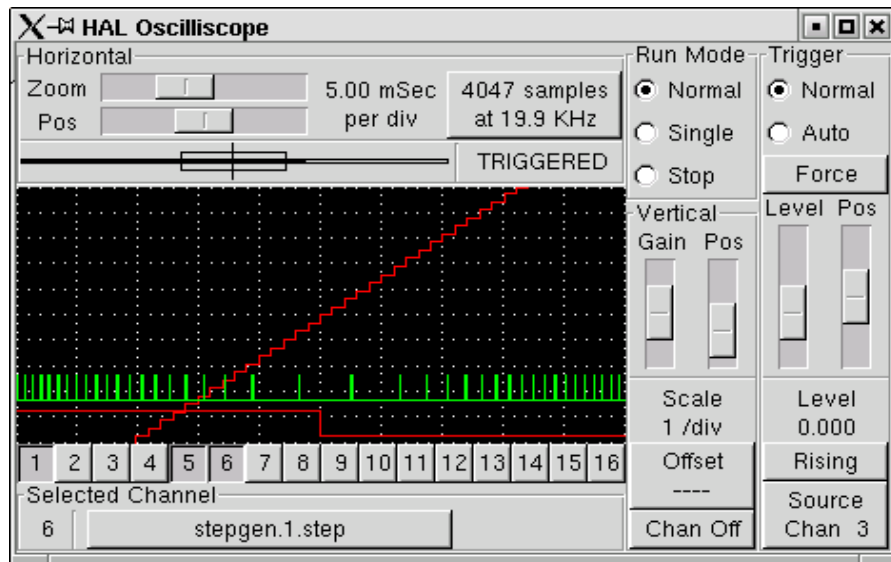 HAL Oscilliscope
Horizontal
Zoom
Pos
5.00 mSec
per div
4047 samples
at 19.9 KHz
TRIGGERED
Run Mode
Normal
Single
Stop
Trigger
Normal
Auto
Force
Level Pos
Vertical
Gain Pos
Scale
1 /div
Offset
----
Chan Off
Level
0.000
Rising
Source
Chan 3
1 2 3 4 5 6 7 8 9 10 11 12 13 14 15 16
Selected Channel
6 stepgen.1.step